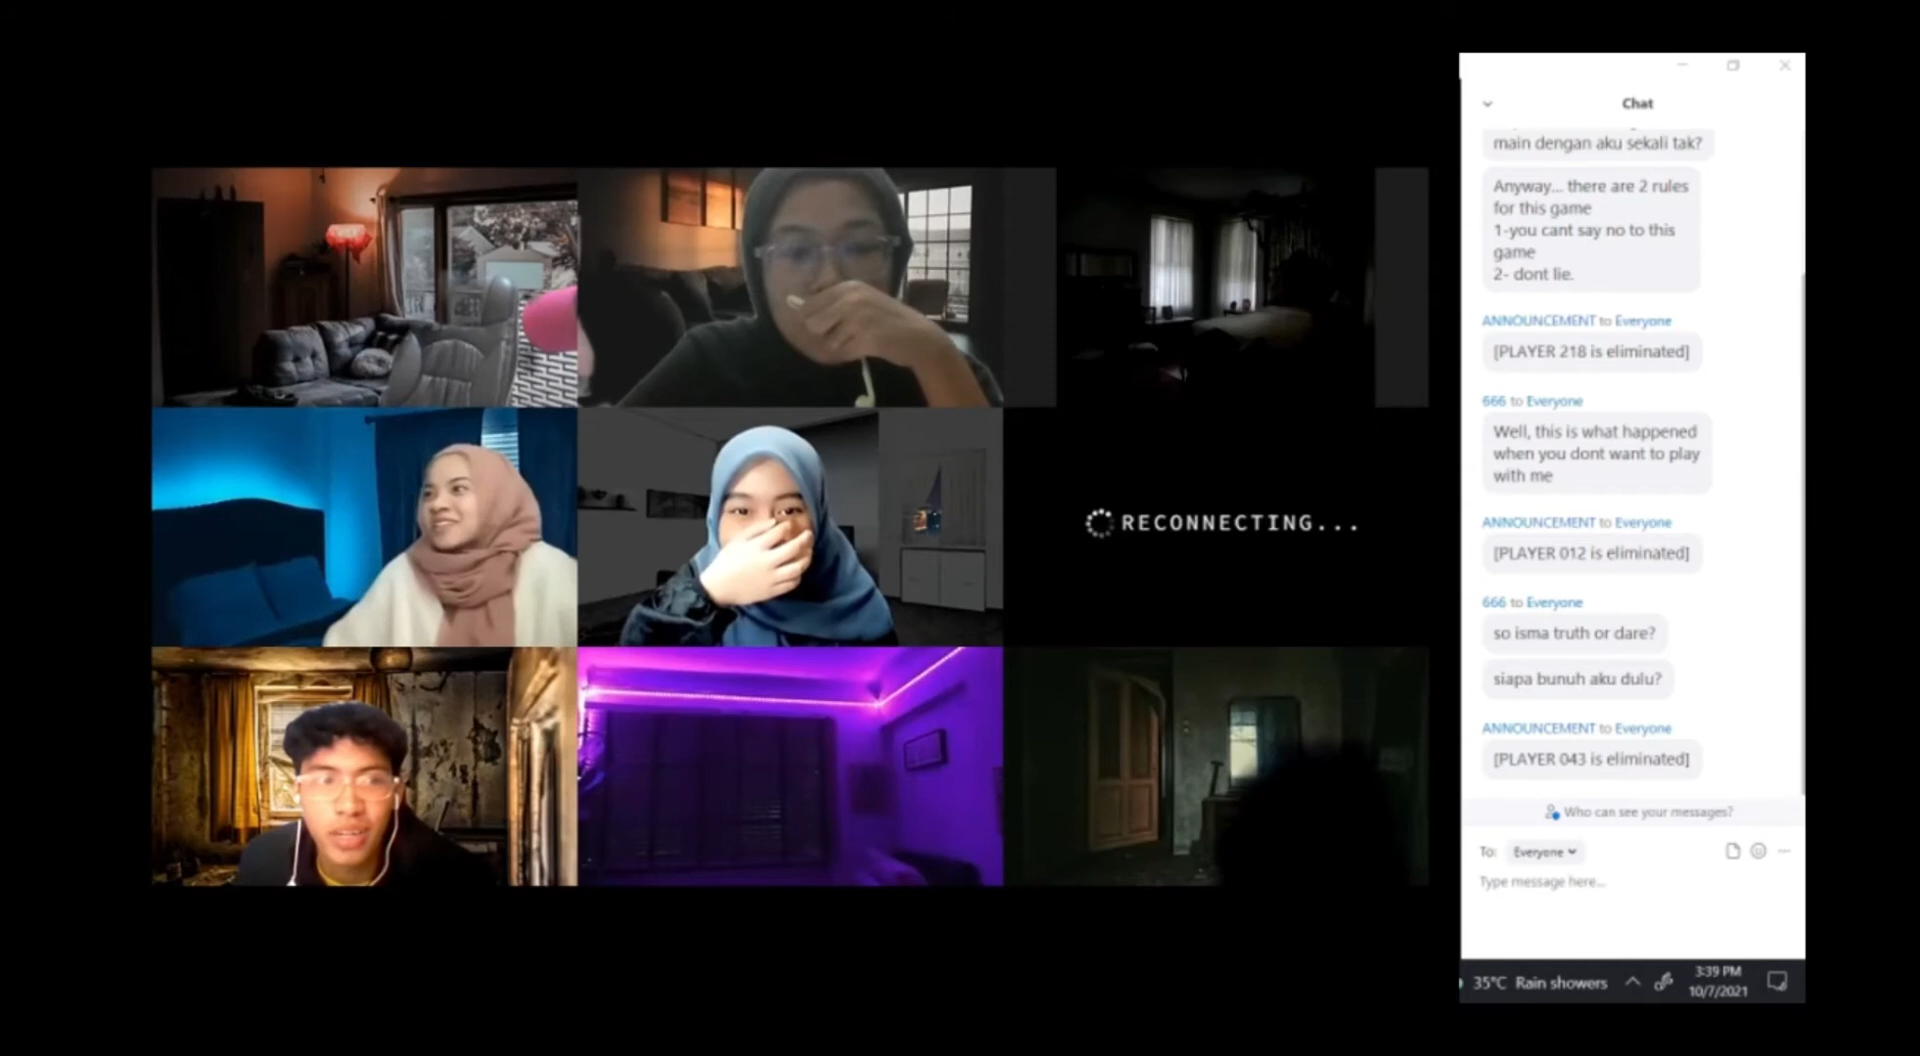 RECONNECTING...
Chat
main dengan aku sekali tak?
Anyway... there are 2 rules
for this game
1-you cant say no to this
game
2- dont lie.
ANNOUNCEMENT to Everyone
[PLAYER 218 is eliminated]
666 to Everyone
Well, this is what happened
when you dont want to play
with me
ANNOUNCEMENT to Everyone
[PLAYER 012 is eliminated]
666 to Everyone
so isma truth or dare?
siapa bunuh aku dulu?
ANNOUNCEMENT to Everyone
[PLAYER 043 is eliminated]
Who can see your messages?
To: Everyone
Type message here...
35°C Rain showers
3:39 PM
10/7/2021